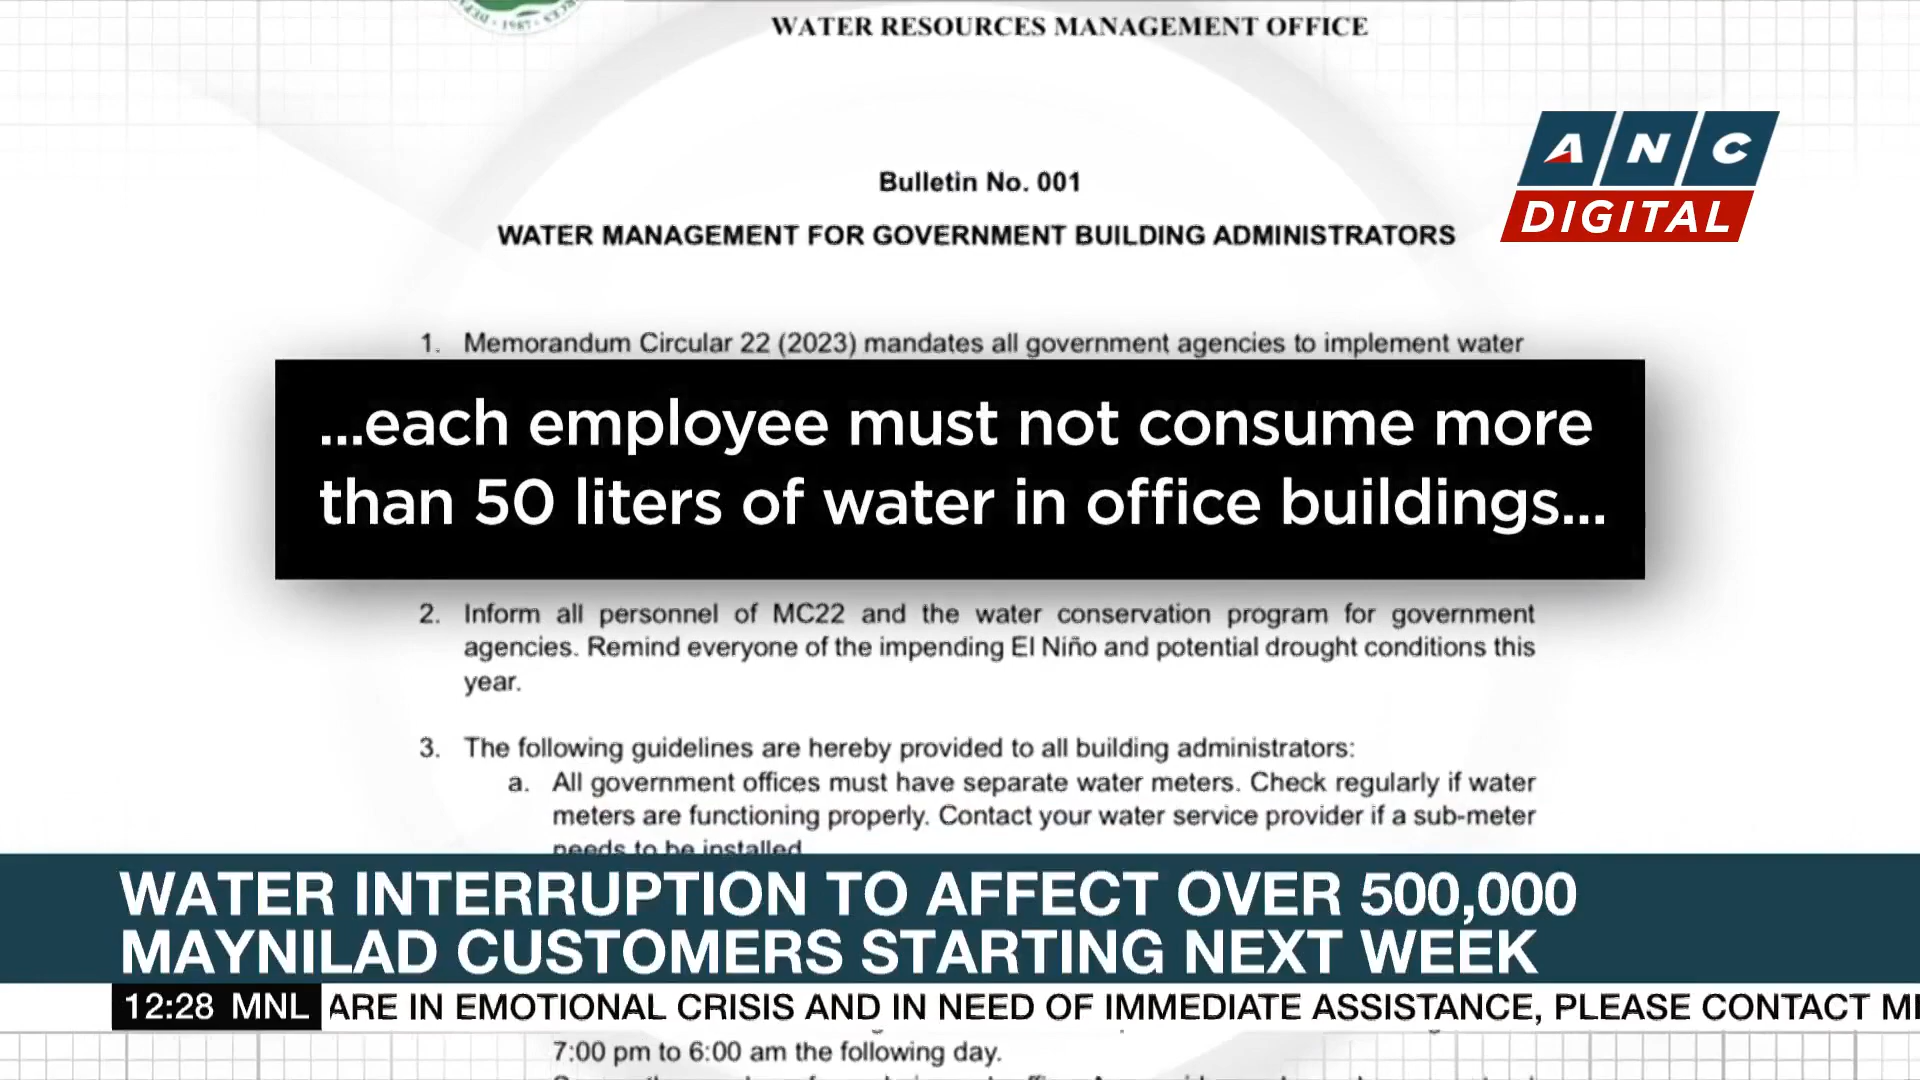 1987
WATER RESOURCES MANAGEMENT OFFICE
ANC
DIGITAL
Bulletin No. 001
WATER MANAGEMENT FOR GOVERNMENT BUILDING ADMINISTRATORS
1. Memorandum Circular 22 (2023) mandates all government agencies to implement water
...each employee must not consume more
than 50 liters of water in office buildings...
2. Inform all personnel of MC22 and the water conservation program for government
agencies. Remind everyone of the impending El Niño and potential drought conditions this
year.
3. The following guidelines are hereby provided to all building administrators:
a. All government offices must have separate water meters. Check regularly if water
meters are functioning properly. Contact your water service provider if a sub-meter
needs to be installed
WATER INTERRUPTION TO AFFECT OVER 500,000
MAYNILAD CUSTOMERS STARTING NEXT WEEK
12:28 MNL ARE IN EMOTIONAL CRISIS AND IN NEED OF IMMEDIATE ASSISTANCE, PLEASE CONTACT
7:00 pm to 6:00 am the following day.